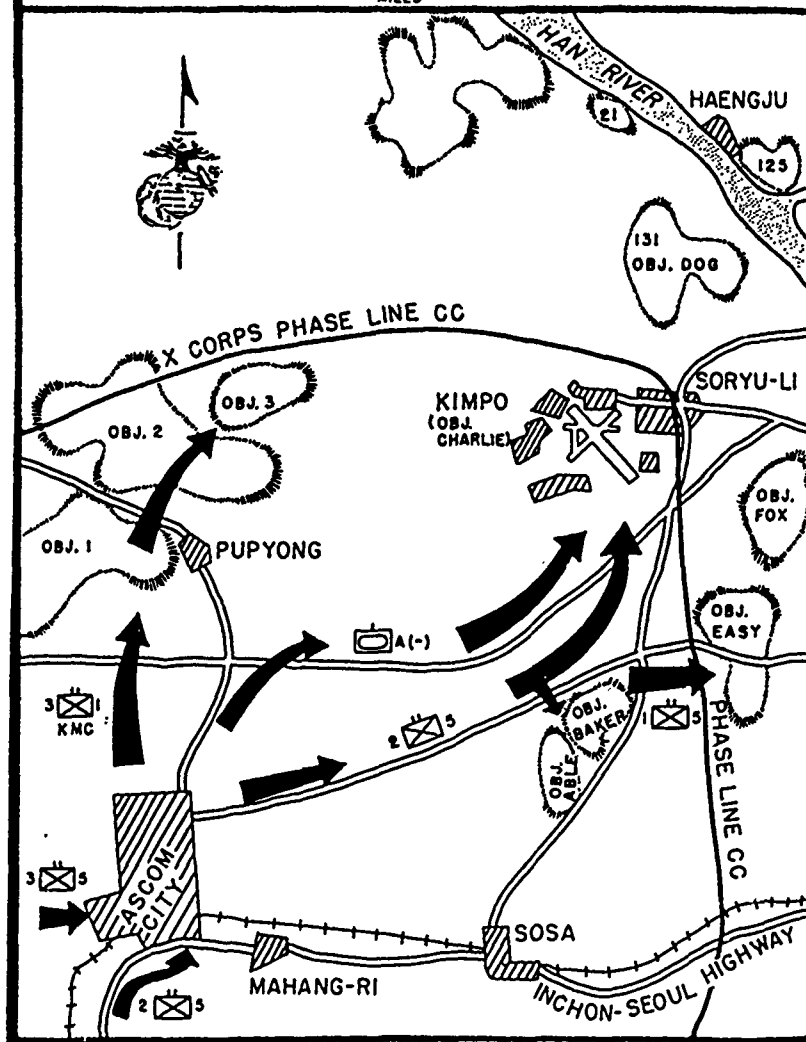 MILES
HAN RIVER
HAENGJU
21
125
131
OBJ. DOG
X CORPS PHASE LINE CC
SORYU-LI
KIMPO
(OBJ.
CHARLIE)
OBJ. 3
OBJ. 2
OBJ.
FOX
OBJ. 1
PUPYONG
OBJ.
EASY
A(-)
3 1
KMC
2 5
OBJ.
BAKER
1 5
OBJ.
ABLE
PHASE LINE CC
3 5
ASCOM
CITY
SOSA
MAHANG-RI
INCHON-SEOUL HIGHWAY
2 5